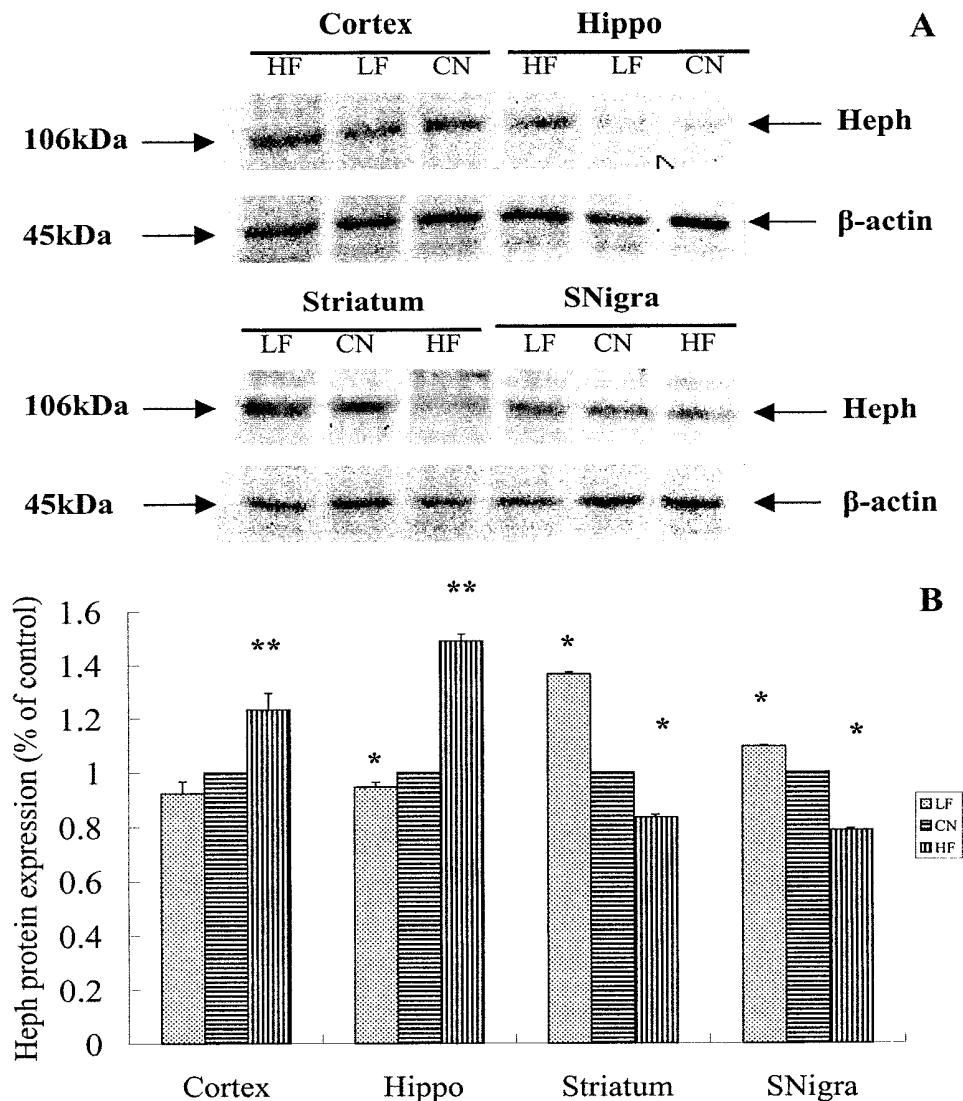 Cortex Hippo A
HF LF CN HF LF CN
106kDa Heph
45kDa β-actin
Striatum SNigra
LF CN HF LF CN HF
106kDa Heph
45kDa β-actin
B
Heph protein expression (% of control)
1.6
1.4
1.2
1
0.8
0.6
0.4
0.2
0
** ** * * * * *
LF
CN
HF
Cortex Hippo Striatum SNigra